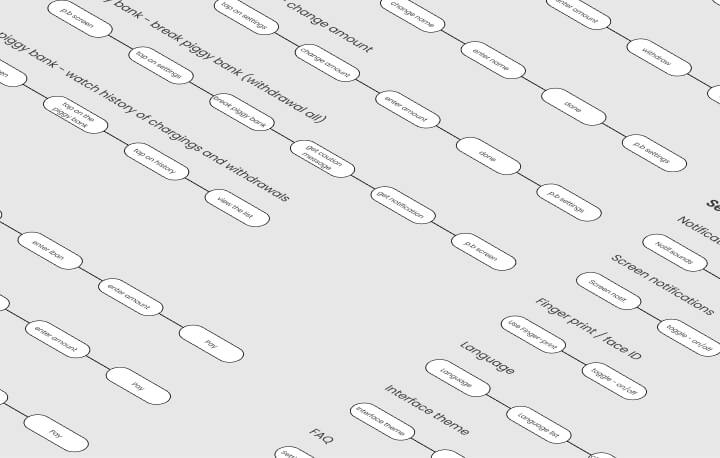 change name
enter name
done
p.b settings
enter amount
withdraw
change amount
tap on settings
change amount
enter amount
done
p.b settings
piggy bank - break piggy bank (withdrawal all)
p.b screen
tap on settings
break piggy bank
get caution
message
get notification
p.b screen
piggy bank - watch history of chargings and withdrawals
tap on the
piggy bank
tap on history
view the list
enter iban
enter amount
Pay
enter amount
Pay
Pay
Notif sounds
Screen notifications
Screen notif.
toggle - on/off
Finger print / face ID
Use Finger print
toggle - on/off
Language
Language
Language list
Interface theme
Interface theme
FAQ